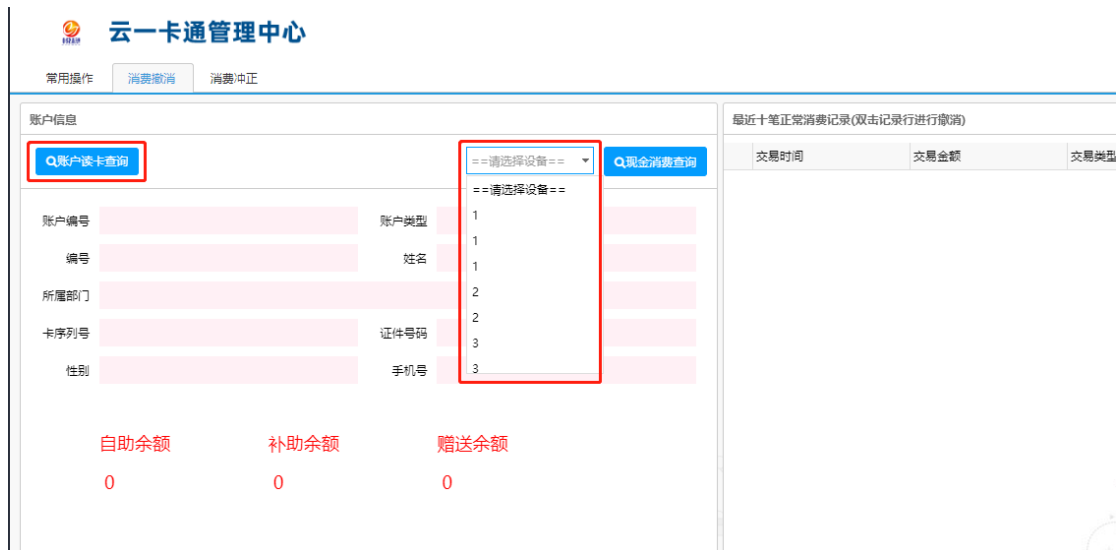 云一卡通管理中心
常用操作 消费撤消 消费冲正
账户信息
最近十笔正常消费记录(双击记录行进行撤消)
账户读卡查询 ==请选择设备== 现金消费查询
交易时间 交易金额 交易类型
==请选择设备==
账户编号 账户类型 1
1
编号 姓名 1
所属部门 2
2
卡序列号 证件号码 3
性别 手机号 3
自助余额 补助余额 赠送余额
0 0 0